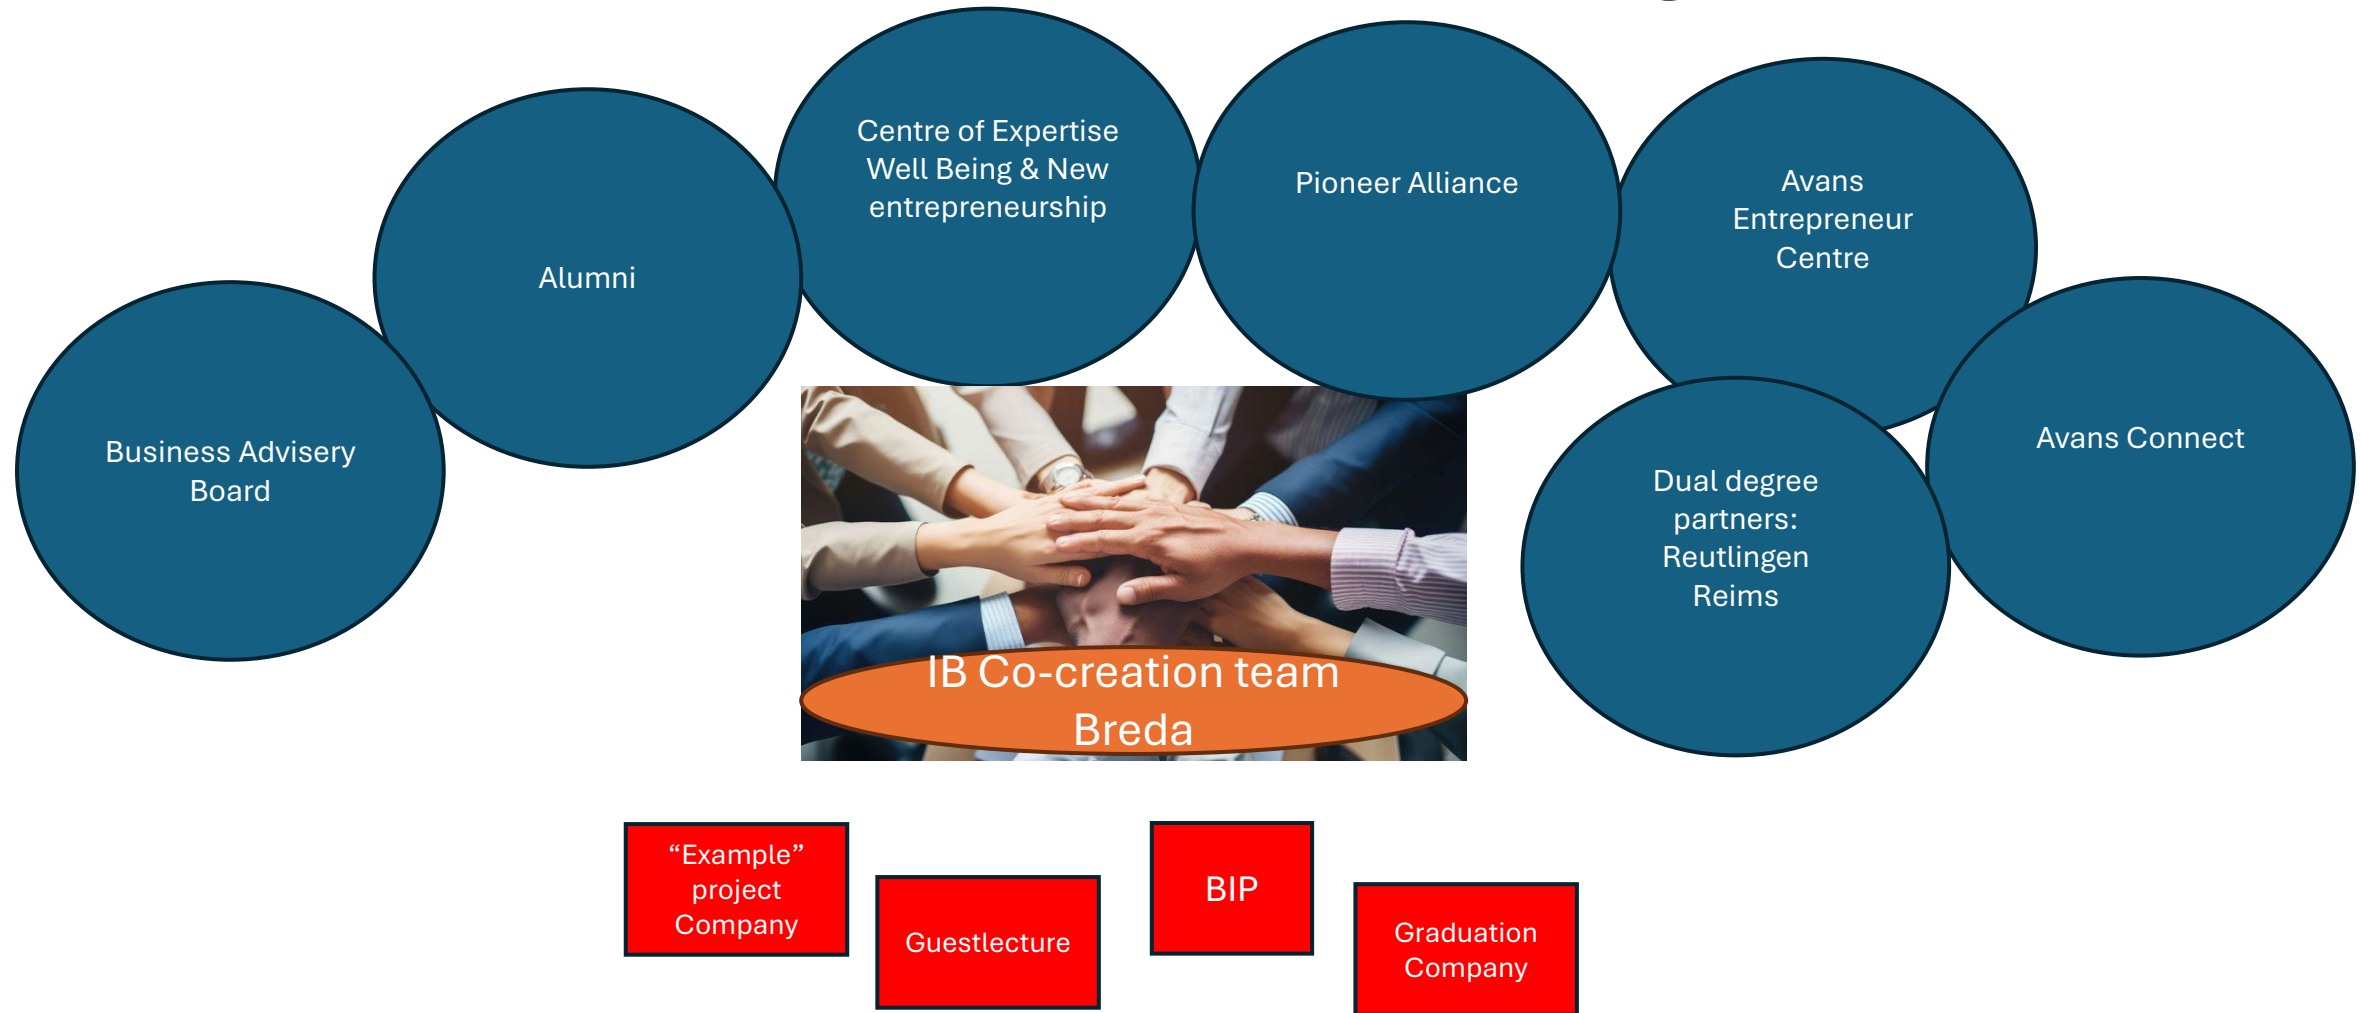 Centre of Expertise
Well Being & New
entrepreneurship
Pioneer Alliance
Avans
Entrepreneur
Centre
Alumni
Business Advisery
Board
Avans Connect
Dual degree
partners:
Reutlingen
Reims
IB Co-creation team
Breda
“Example”
project
Company
Guestlecture
BIP
Graduation
Company